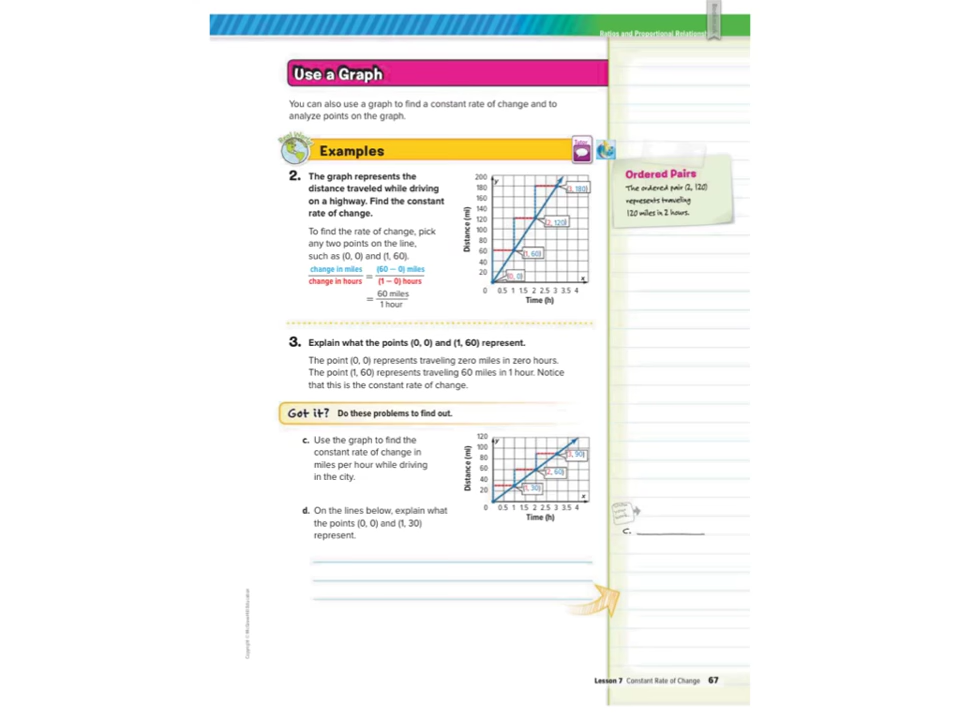 Ratios and Proportional Relationsh
Use a Graph
You can also use a graph to find a constant rate of change and to
analyze points on the graph.
Real World
Examples
Tutor
2. The graph represents the
distance traveled while driving
on a highway. Find the constant
rate of change.
To find the rate of change, pick
any two points on the line,
such as (0, 0) and (1, 60).
change in miles / change in hours = (60 − 0) miles / (1 − 0) hours
= 60 miles / 1 hour
Distance (mi)
200
180
160
140
120
100
80
60
40
20
y
(3, 180)
(2, 120)
(1, 60)
(0, 0)
x
0 0.5 1 1.5 2 2.5 3 3.5 4
Time (h)
Ordered Pairs
The ordered pair (2, 120)
represents traveling
120 miles in 2 hours.
3. Explain what the points (0, 0) and (1, 60) represent.
The point (0, 0) represents traveling zero miles in zero hours.
The point (1, 60) represents traveling 60 miles in 1 hour. Notice
that this is the constant rate of change.
Got it? Do these problems to find out.
c. Use the graph to find the
constant rate of change in
miles per hour while driving
in the city.
Distance (mi)
120
100
80
60
40
20
y
(3, 90)
(2, 60)
(1, 30)
x
0 0.5 1 1.5 2 2.5 3 3.5 4
Time (h)
d. On the lines below, explain what
the points (0, 0) and (1, 30)
represent.
Show
your
work.
c.
Copyright © McGraw-Hill Education
Lesson 7 Constant Rate of Change 67